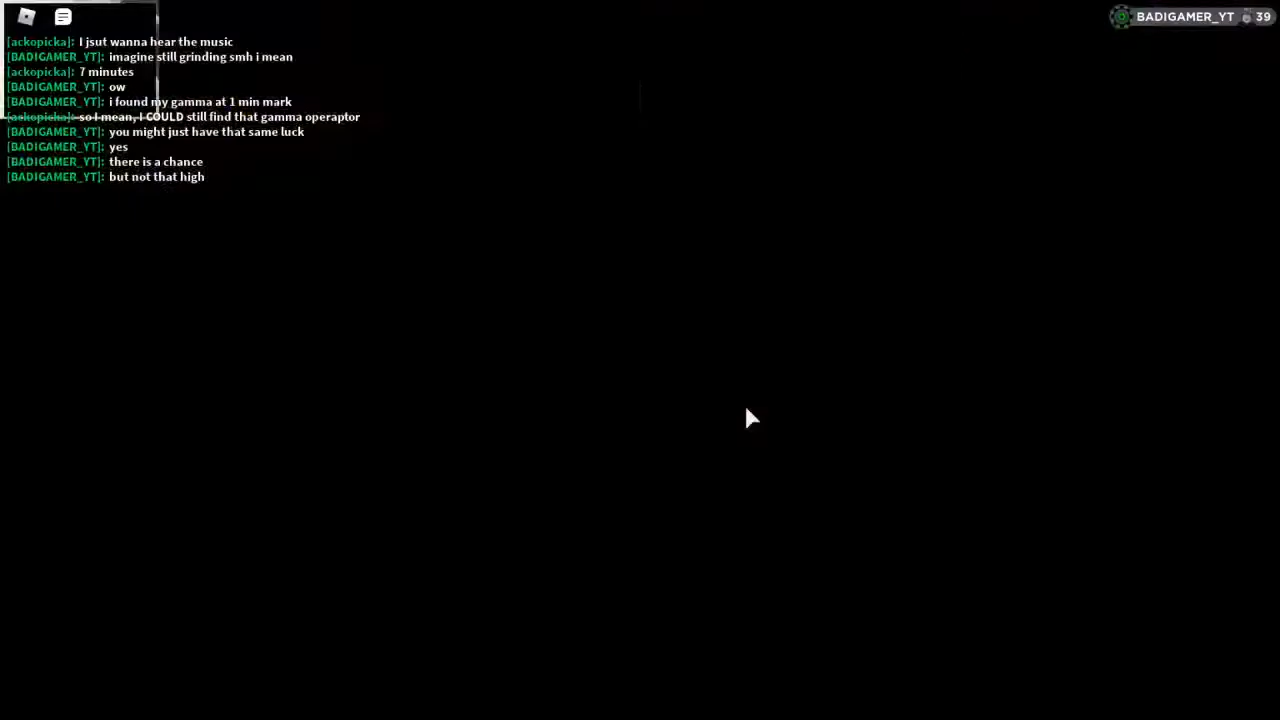 BADIGAMER_YT 39
[ackopicka]: I jsut wanna hear the music
[BADIGAMER_YT]: imagine still grinding smh i mean
[ackopicka]: 7 minutes
[BADIGAMER_YT]: ow
[BADIGAMER_YT]: i found my gamma at 1 min mark
[ackopicka]: so I mean, I COULD still find that gamma operaptor
[BADIGAMER_YT]: you might just have that same luck
[BADIGAMER_YT]: yes
[BADIGAMER_YT]: there is a chance
[BADIGAMER_YT]: but not that high